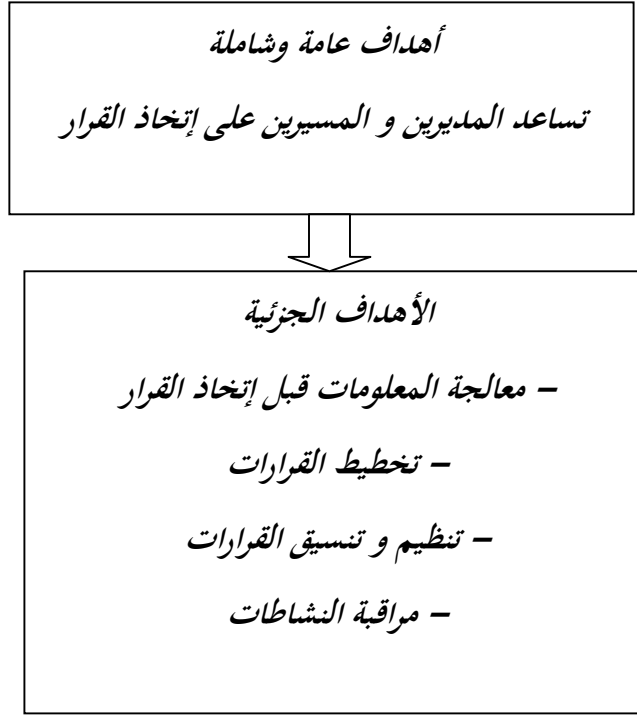 أهداف عامة وشاملة
تساعد المديرين و المسيرين على إتخاذ القرار
الأهداف الجزئية
– معالجة المعلومات قبل إتخاذ القرار
– تخطيط القرارات
– تنظيم و تنسيق القرارات
– مراقبة النشاطات